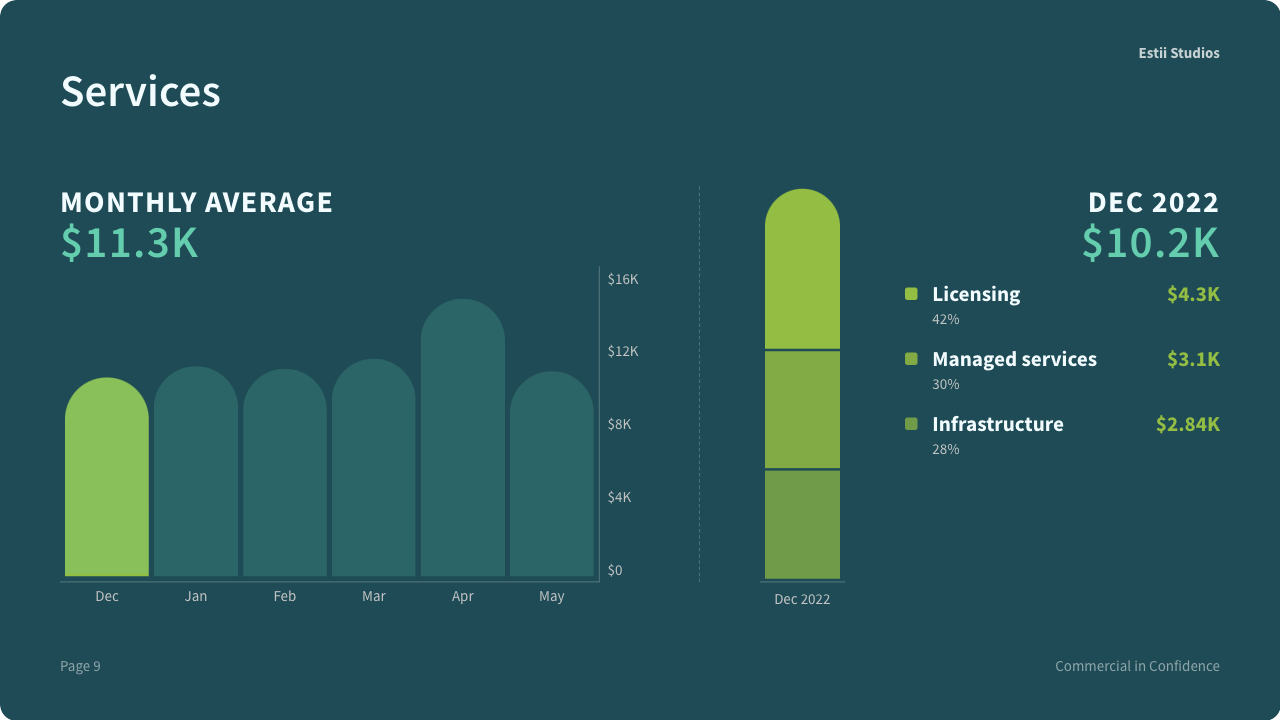 Estii Studios
Services
MONTHLY AVERAGE
$11.3K
$16K
$12K
$8K
$4K
$0
Dec Jan Feb Mar Apr May
Dec 2022
DEC 2022
$10.2K
Licensing $4.3K
42%
Managed services $3.1K
30%
Infrastructure $2.84K
28%
Page 9
Commercial in Confidence